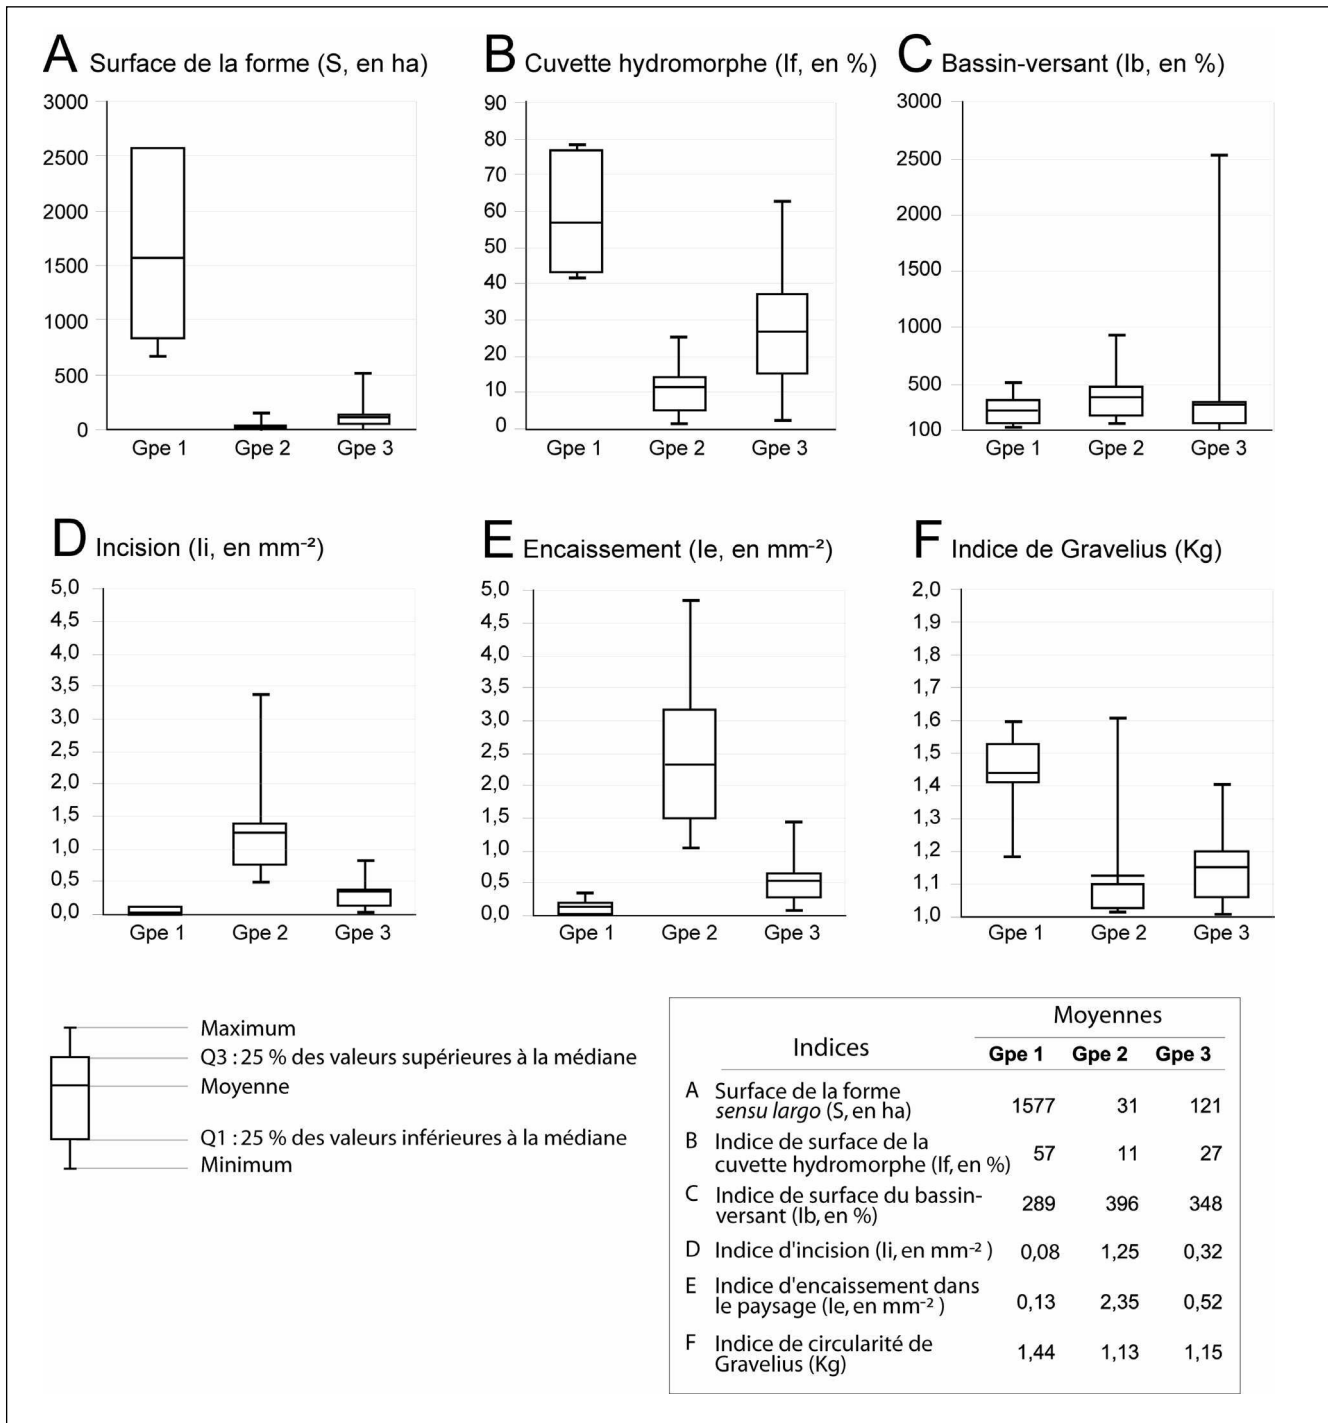 A Surface de la forme (S, en ha)
3000
2500
2000
1500
1000
500
0
Gpe 1 Gpe 2 Gpe 3
B Cuvette hydromorphe (If, en %)
90
80
70
60
50
40
30
20
10
0
Gpe 1 Gpe 2 Gpe 3
C Bassin-versant (Ib, en %)
3000
2500
2000
1500
1000
500
100
Gpe 1 Gpe 2 Gpe 3
D Incision (Ii, en mm⁻²)
5,0
4,5
4,0
3,5
3,0
2,5
2,0
1,5
1,0
0,5
0,0
Gpe 1 Gpe 2 Gpe 3
E Encaissement (Ie, en mm⁻²)
5,0
4,5
4,0
3,5
3,0
2,5
2,0
1,5
1,0
0,5
0,0
Gpe 1 Gpe 2 Gpe 3
F Indice de Gravelius (Kg)
2,0
1,9
1,8
1,7
1,6
1,5
1,4
1,3
1,2
1,1
1,0
Gpe 1 Gpe 2 Gpe 3
Maximum
Q3 : 25 % des valeurs supérieures à la médiane
Moyenne
Q1 : 25 % des valeurs inférieures à la médiane
Minimum
Moyennes
Indices Gpe 1 Gpe 2 Gpe 3
A Surface de la forme
sensu largo (S, en ha) 1577 31 121
B Indice de surface de la
cuvette hydromorphe (If, en %) 57 11 27
C Indice de surface du bassin-
versant (Ib, en %) 289 396 348
D Indice d'incision (Ii, en mm⁻² ) 0,08 1,25 0,32
E Indice d'encaissement dans
le paysage (Ie, en mm⁻² ) 0,13 2,35 0,52
F Indice de circularité de
Gravelius (Kg) 1,44 1,13 1,15